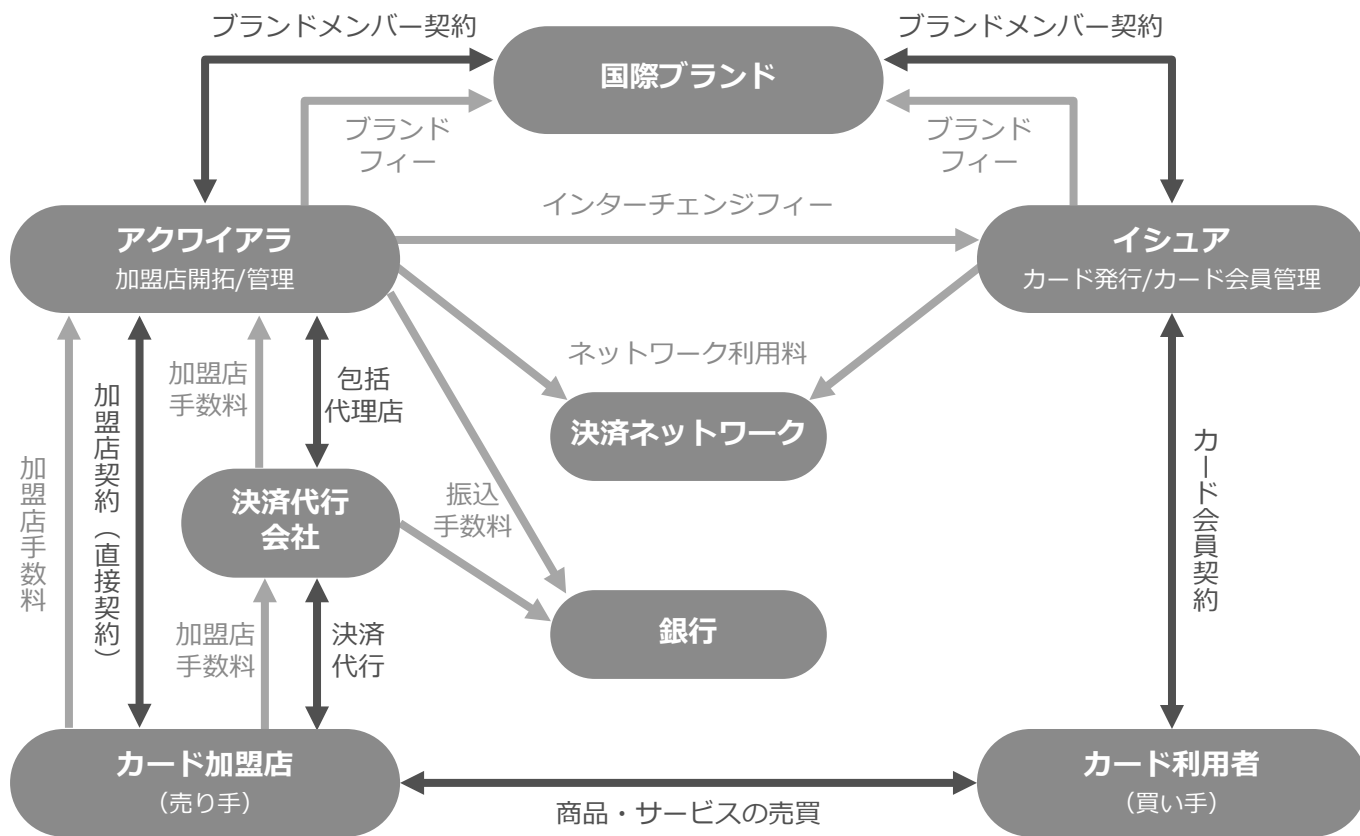 ブランドメンバー契約
ブランドメンバー契約
国際ブランド
ブランド
フィー
ブランド
フィー
インターチェンジフィー
アクワイアラ
加盟店開拓/管理
イシュア
カード発行/カード会員管理
ネットワーク利用料
加盟店
手数料
包括
代理店
決済ネットワーク
加盟店手数料
加盟店契約（直接契約）
決済代行
会社
振込
手数料
カード会員契約
加盟店
手数料
決済
代行
銀行
カード加盟店
（売り手）
カード利用者
（買い手）
商品・サービスの売買